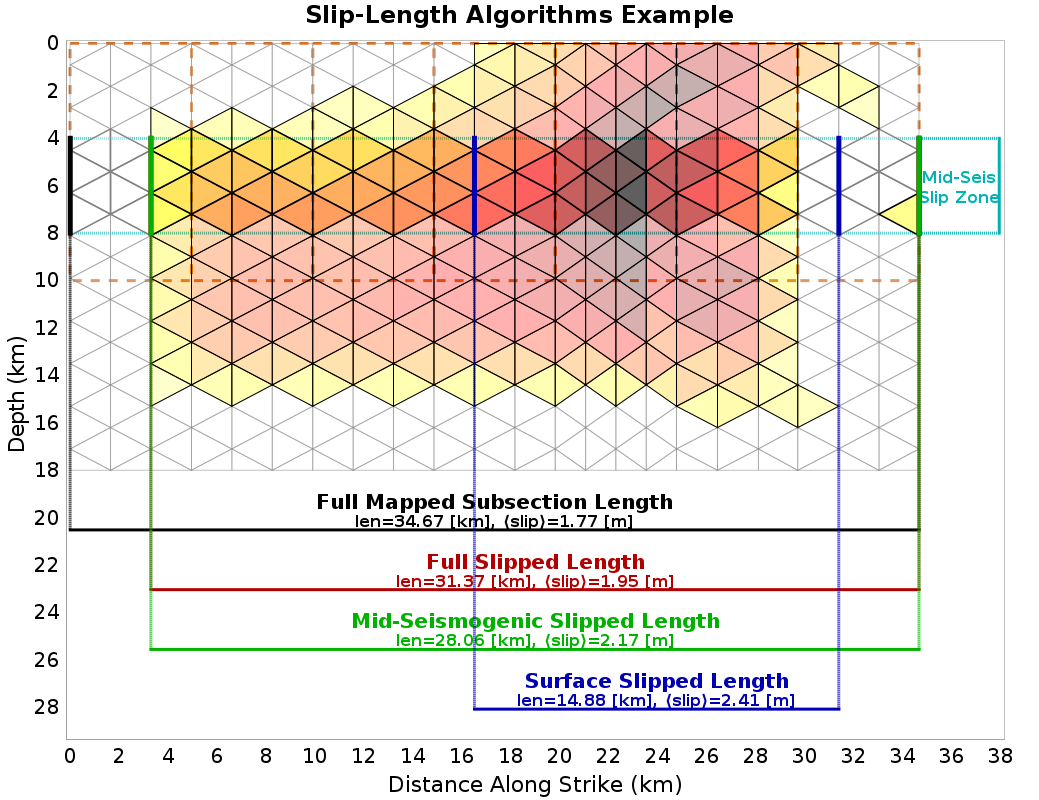 Slip-Length Algorithms Example
0
2
4
6
8
10
12
14
16
18
20
22
24
26
28
Depth (km)
Mid-Seis
Slip Zone
Full Mapped Subsection Length
len=34.67 [km], ⟨slip⟩=1.77 [m]
Full Slipped Length
len=31.37 [km], ⟨slip⟩=1.95 [m]
Mid-Seismogenic Slipped Length
len=28.06 [km], ⟨slip⟩=2.17 [m]
Surface Slipped Length
len=14.88 [km], ⟨slip⟩=2.41 [m]
0 2 4 6 8 10 12 14 16 18 20 22 24 26 28 30 32 34 36 38
Distance Along Strike (km)